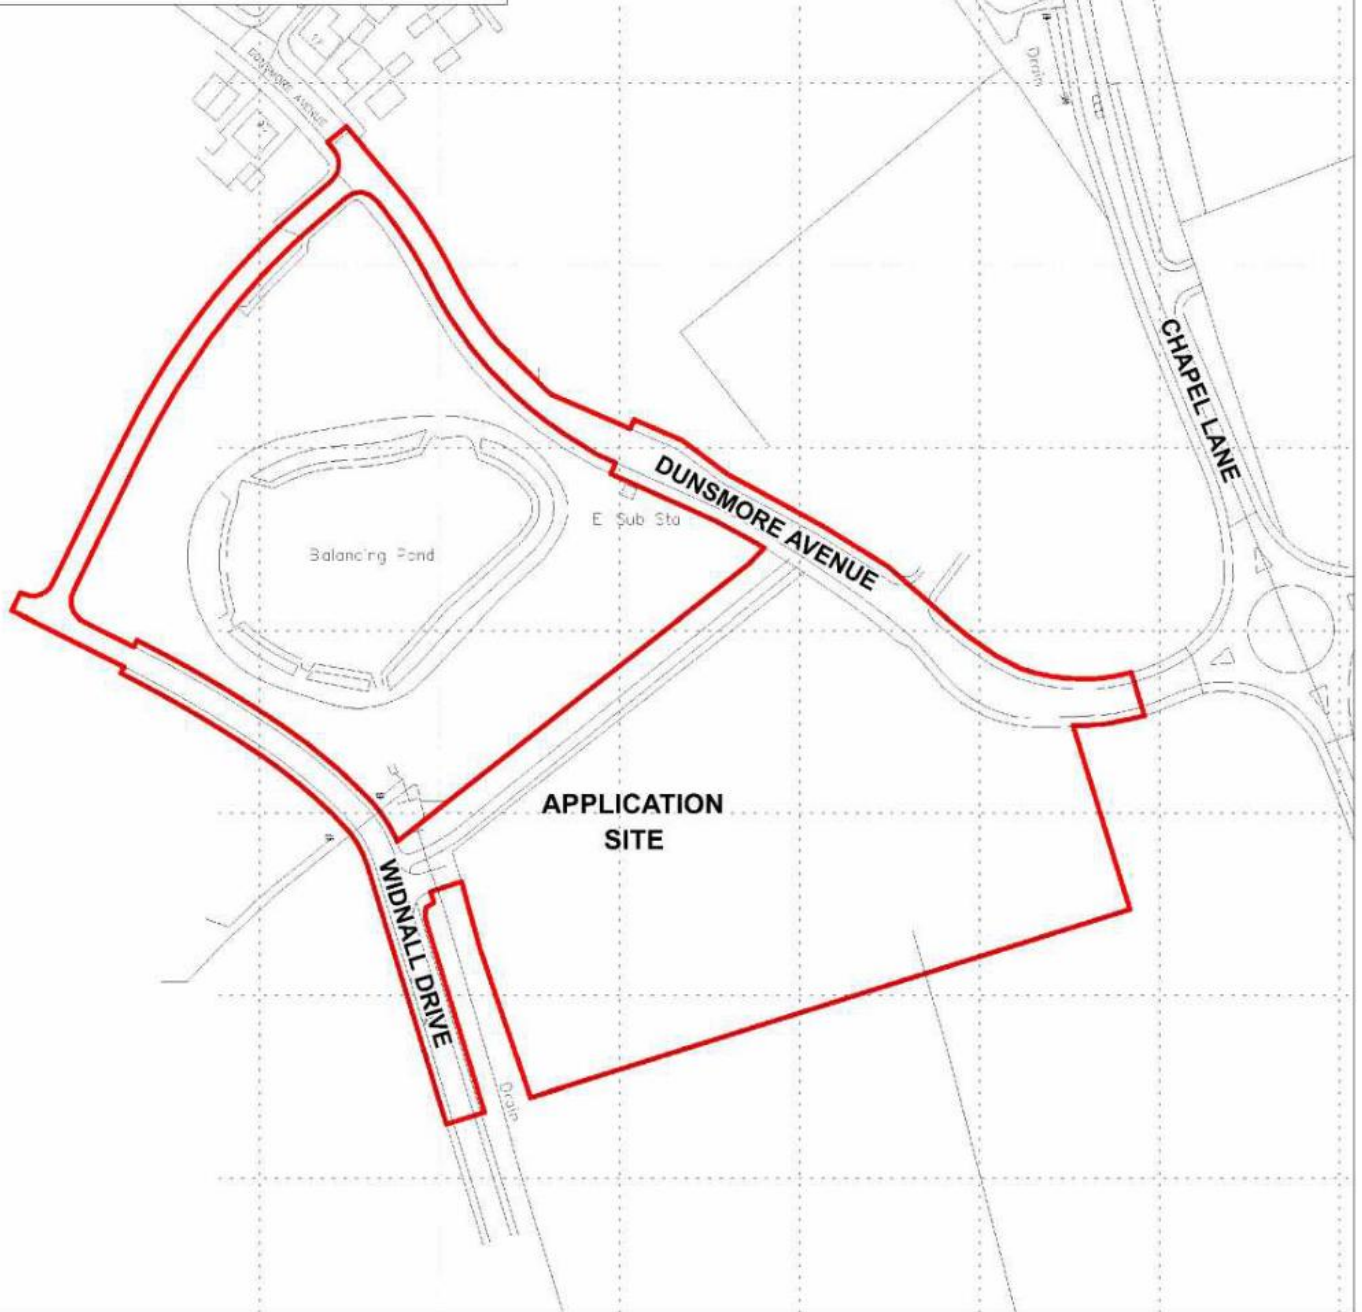 Drain
CHAPEL LANE
DUNSMORE AVENUE
E Sub Sta
Balancing Pond
APPLICATION
SITE
WIDNALL DRIVE
Drain